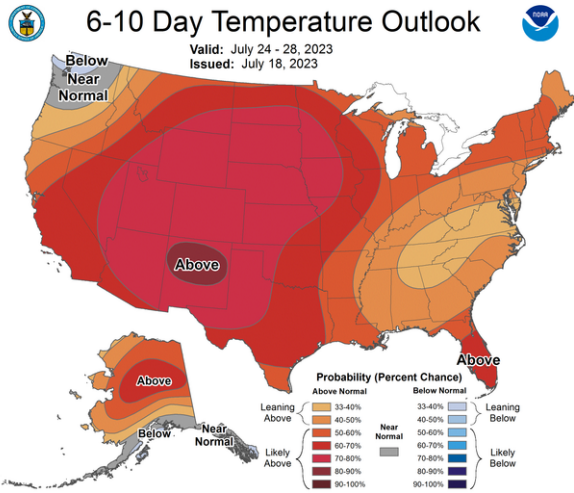 6-10 Day Temperature Outlook
Valid: July 24 - 28, 2023
Issued: July 18, 2023
NOAA
Below
Near
Normal
Above
Above
Above
Below
Near
Normal
Probability (Percent Chance)
Above Normal
Below Normal
Leaning
Above
33-40%
40-50%
Likely
Above
50-60%
60-70%
70-80%
80-90%
90-100%
Near
Normal
33-40%
40-50%
Leaning
Below
50-60%
60-70%
70-80%
80-90%
90-100%
Likely
Below